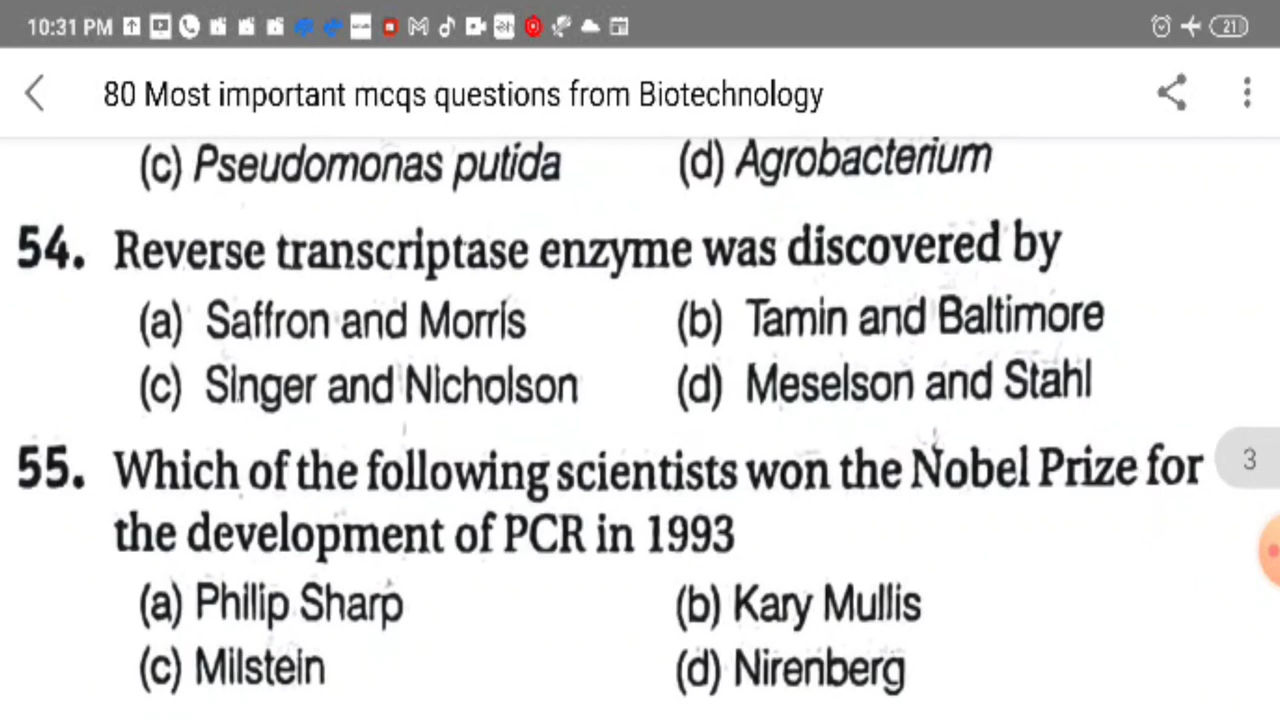 10:31 PM
21
80 Most important mcqs questions from Biotechnology
(c) Pseudomonas putida (d) Agrobacterium
54. Reverse transcriptase enzyme was discovered by
(a) Saffron and Morris (b) Tamin and Baltimore
(c) Singer and Nicholson (d) Meselson and Stahl
55. Which of the following scientists won the Nobel Prize for
3
the development of PCR in 1993
(a) Philip Sharp (b) Kary Mullis
(c) Milstein (d) Nirenberg